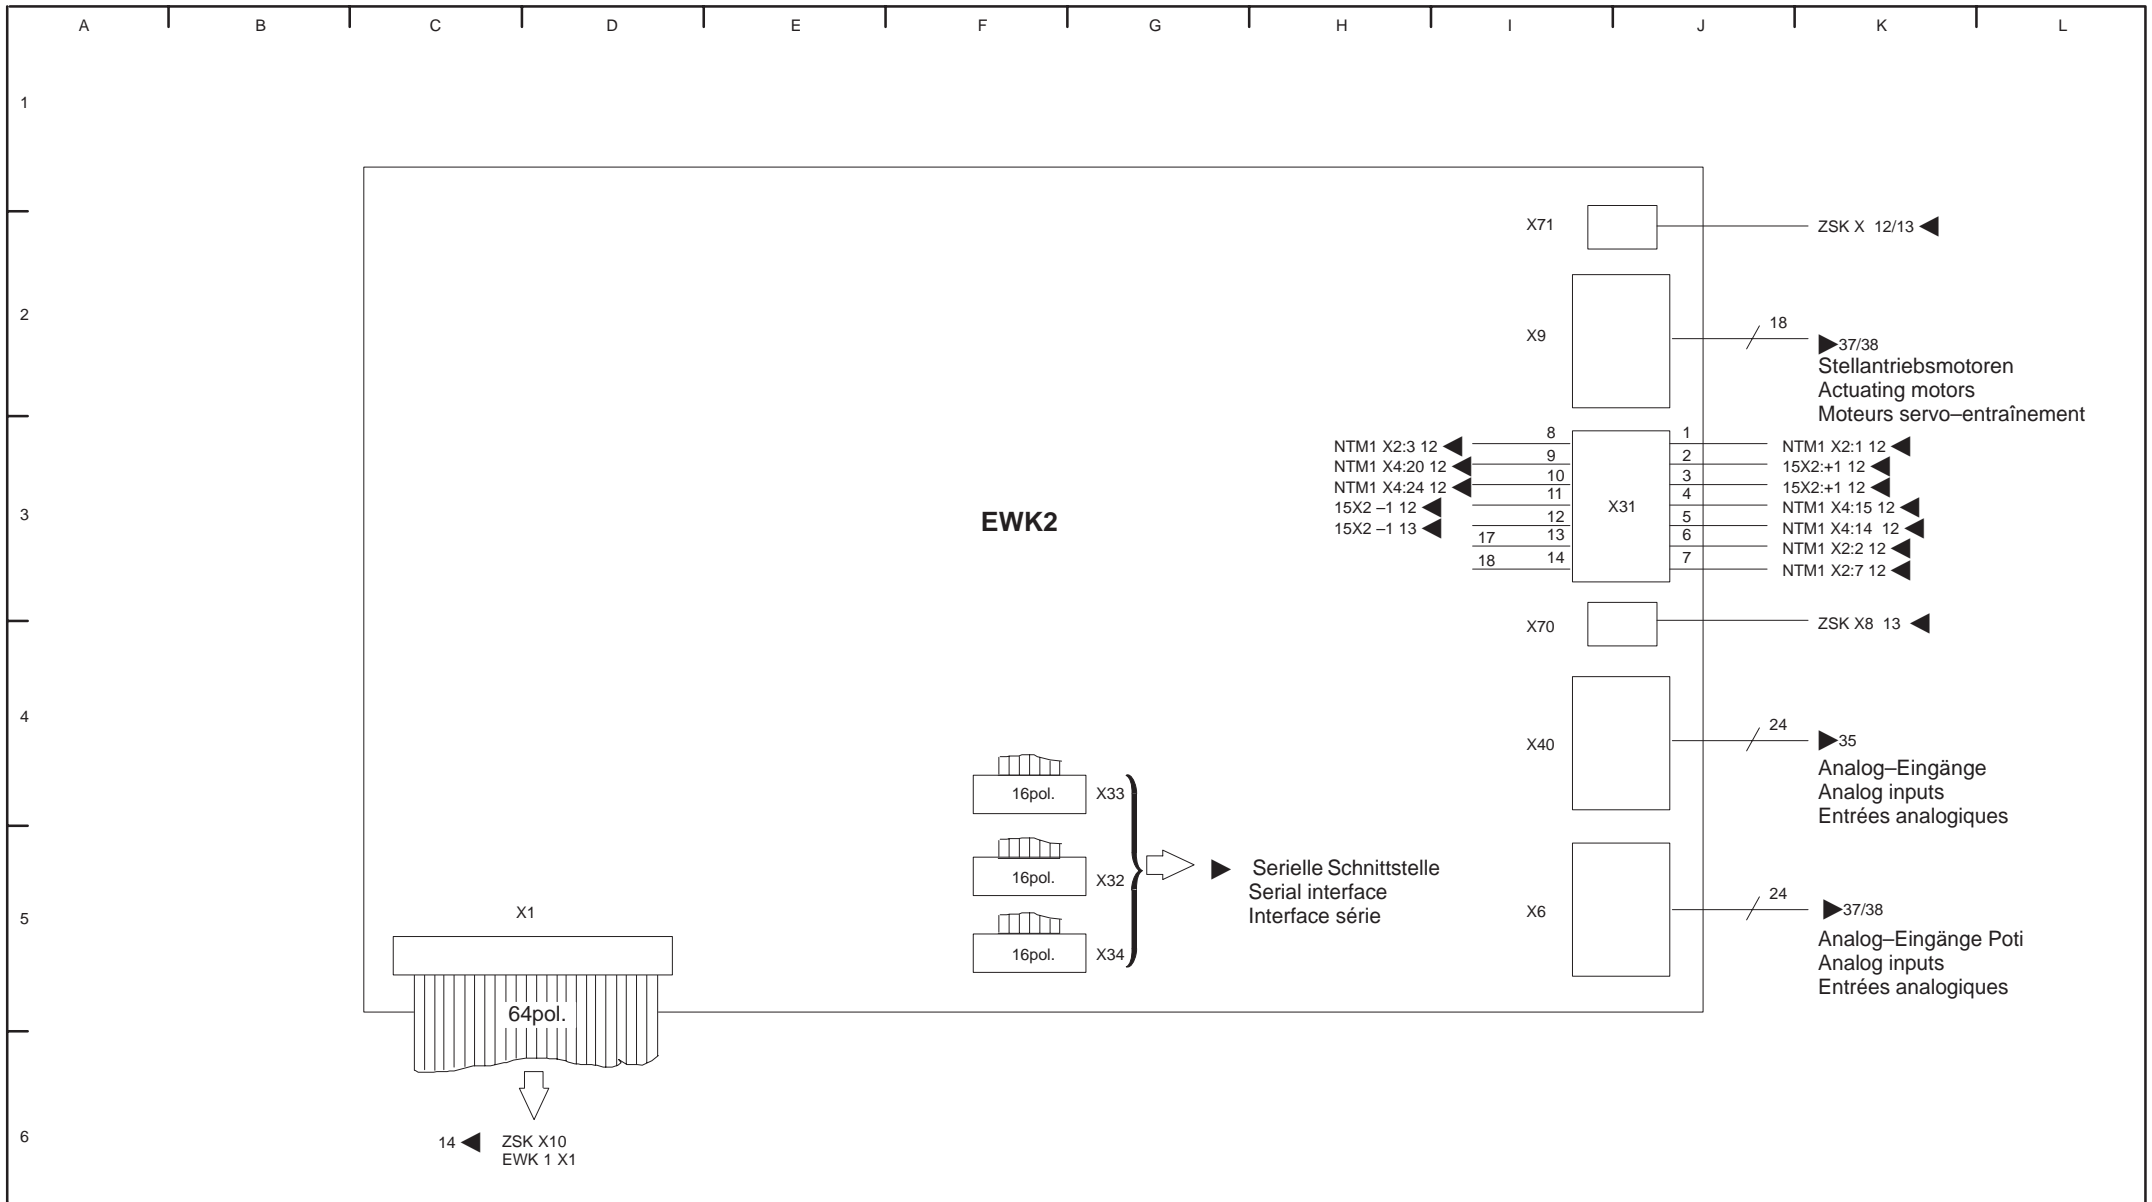 A B C D E F G H I J K L
1
X71 ZSK X 12/13
2
X9 18
37/38
Stellantriebsmotoren
Actuating motors
Moteurs servo–entraînement
NTM1 X2:3 12 8 1 NTM1 X2:1 12
NTM1 X4:20 12 9 2 15X2:+1 12
NTM1 X4:24 12 10 3 15X2:+1 12
15X2 –1 12 11 4 NTM1 X4:15 12
3
EWK2
X31
15X2 –1 13 12 5 NTM1 X4:14 12
17 13 6 NTM1 X2:2 12
18 14 7 NTM1 X2:7 12
X70 ZSK X8 13
4
X40 24
35
Analog–Eingänge
Analog inputs
Entrées analogiques
16pol. X33
16pol. X32
16pol. X34
Serielle Schnittstelle
Serial interface
Interface série
5
X1
X6 24
37/38
Analog–Eingänge Poti
Analog inputs
Entrées analogiques
64pol.
6
14 ZSK X10
EWK 1 X1